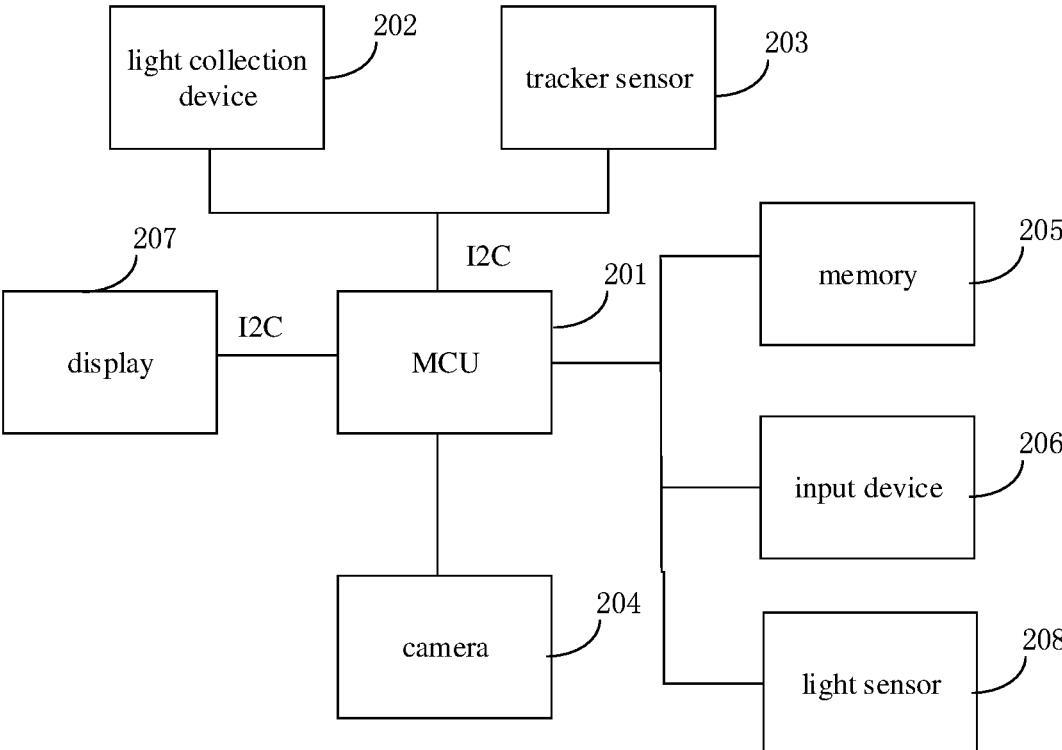 202
light collection
device
203
tracker sensor
207
I2C
205
memory
I2C
201
display
MCU
206
input device
204
camera
208
light sensor